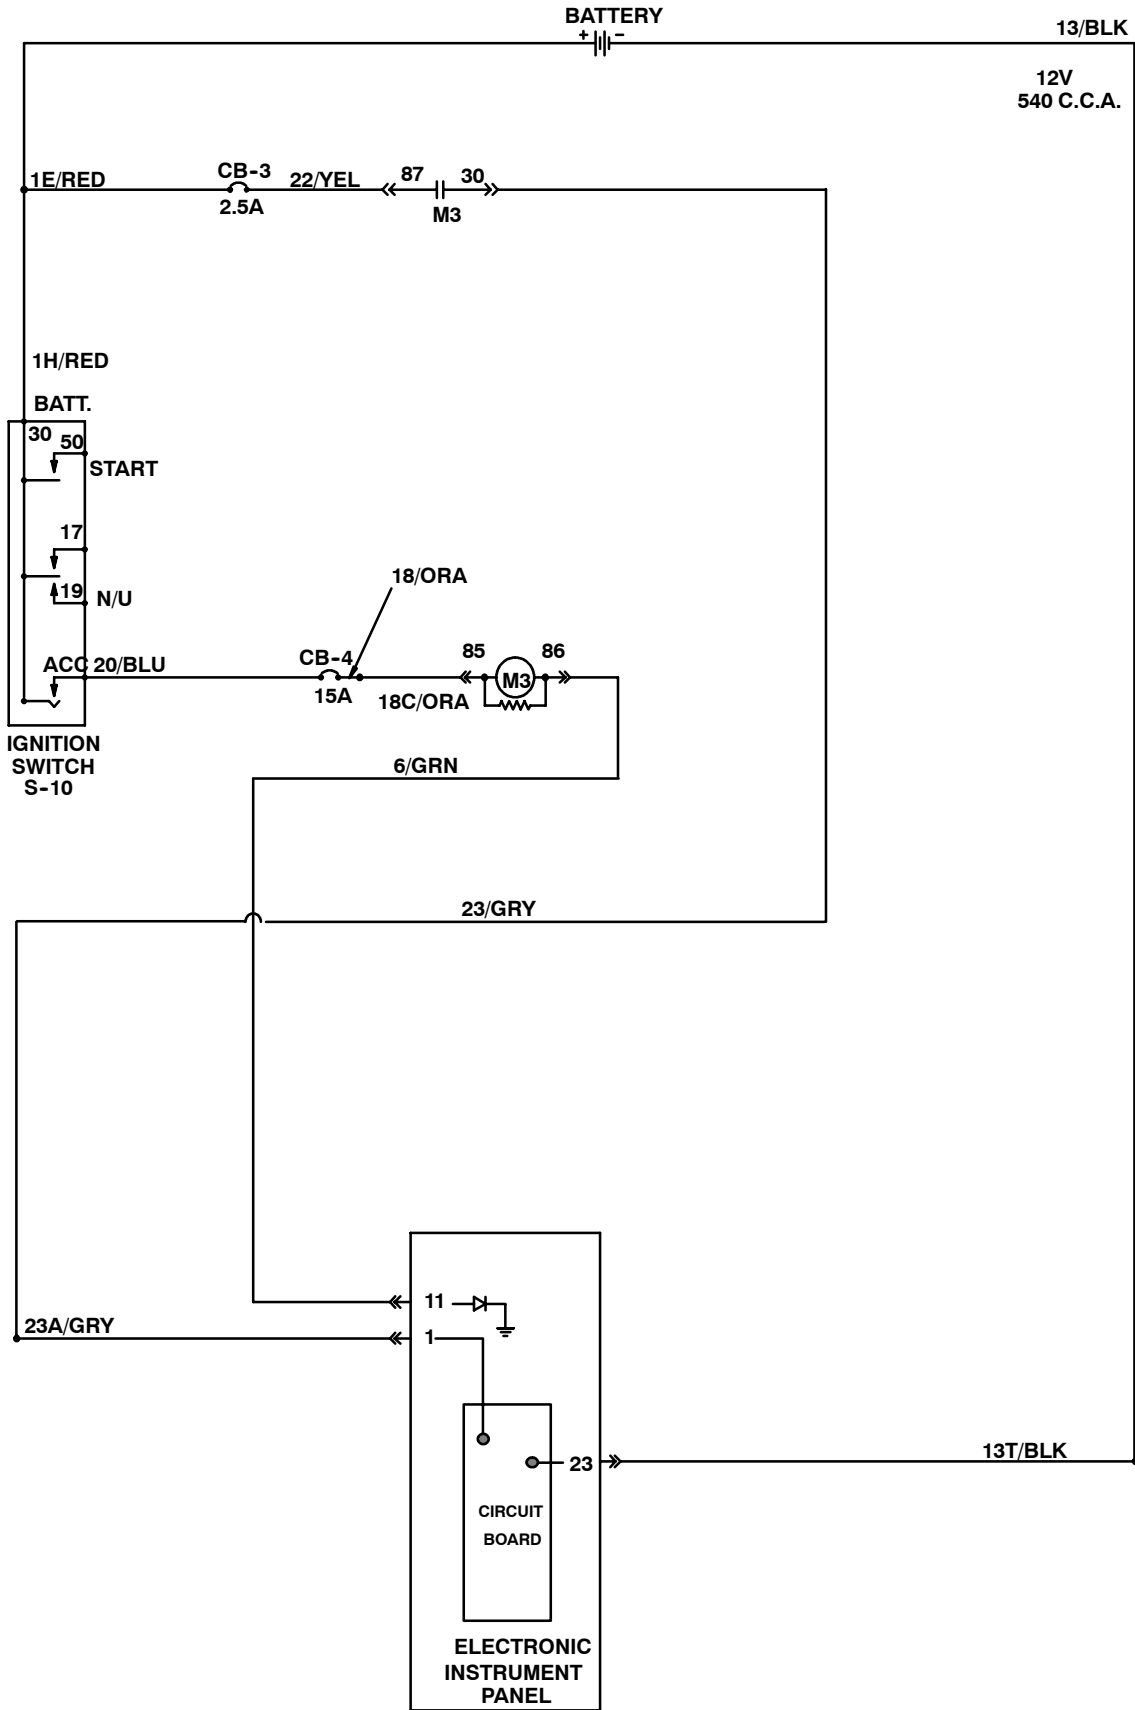 BATTERY
+ −
13/BLK
12V
540 C.C.A.
1E/RED
CB-3
2.5A
22/YEL
87
30
M3
1H/RED
BATT.
30
50
START
17
19
N/U
18/ORA
ACC 20/BLU
CB-4
15A
18C/ORA
85
M3
86
IGNITION
SWITCH
S-10
6/GRN
23/GRY
11
23A/GRY
1
23
13T/BLK
CIRCUIT
BOARD
ELECTRONIC
INSTRUMENT
PANEL